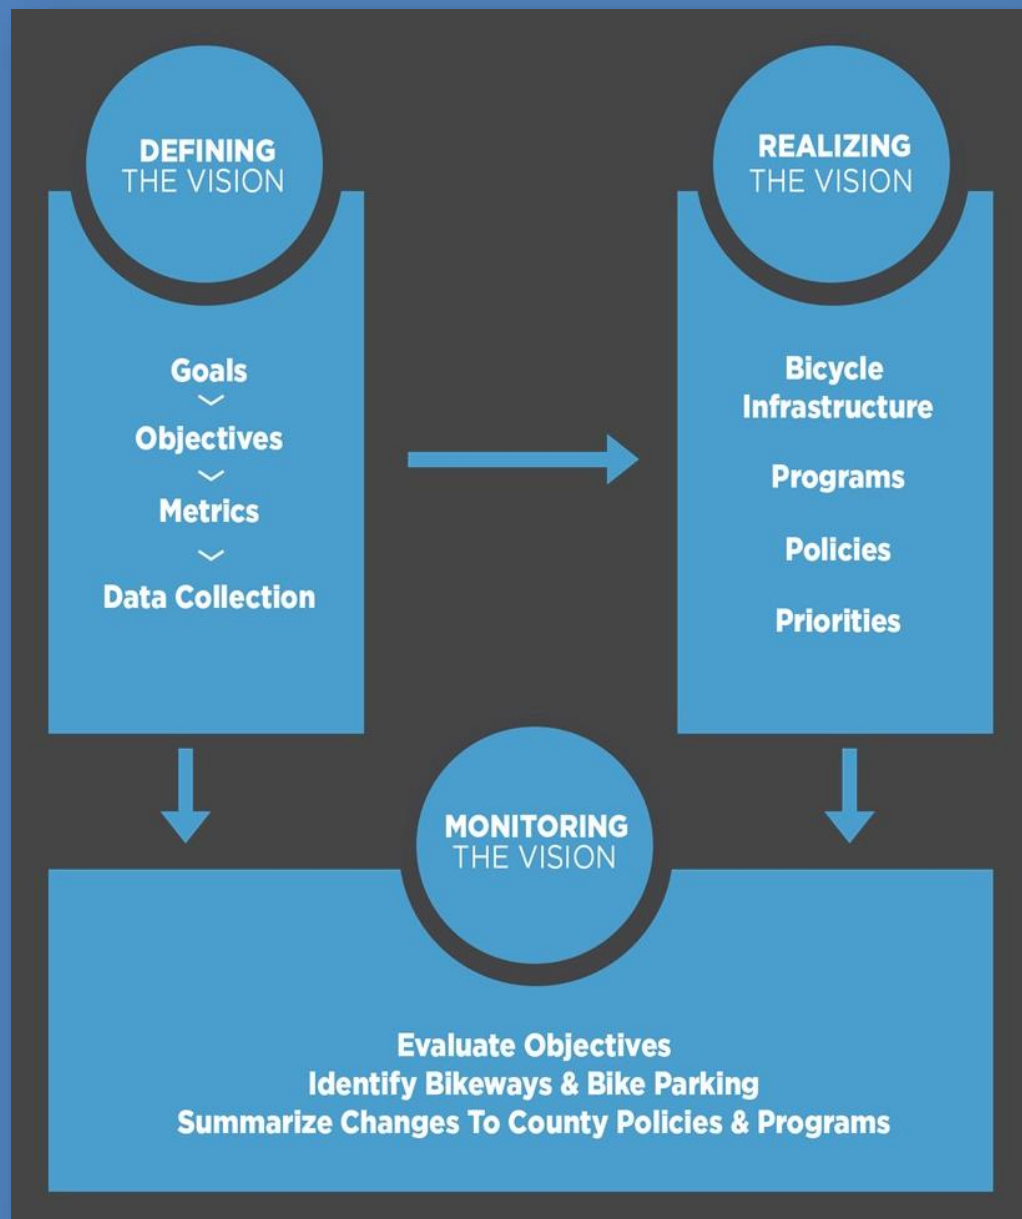 DEFINING
THE VISION
Goals
Objectives
Metrics
Data Collection
REALIZING
THE VISION
Bicycle
Infrastructure
Programs
Policies
Priorities
MONITORING
THE VISION
Evaluate Objectives
Identify Bikeways & Bike Parking
Summarize Changes To County Policies & Programs